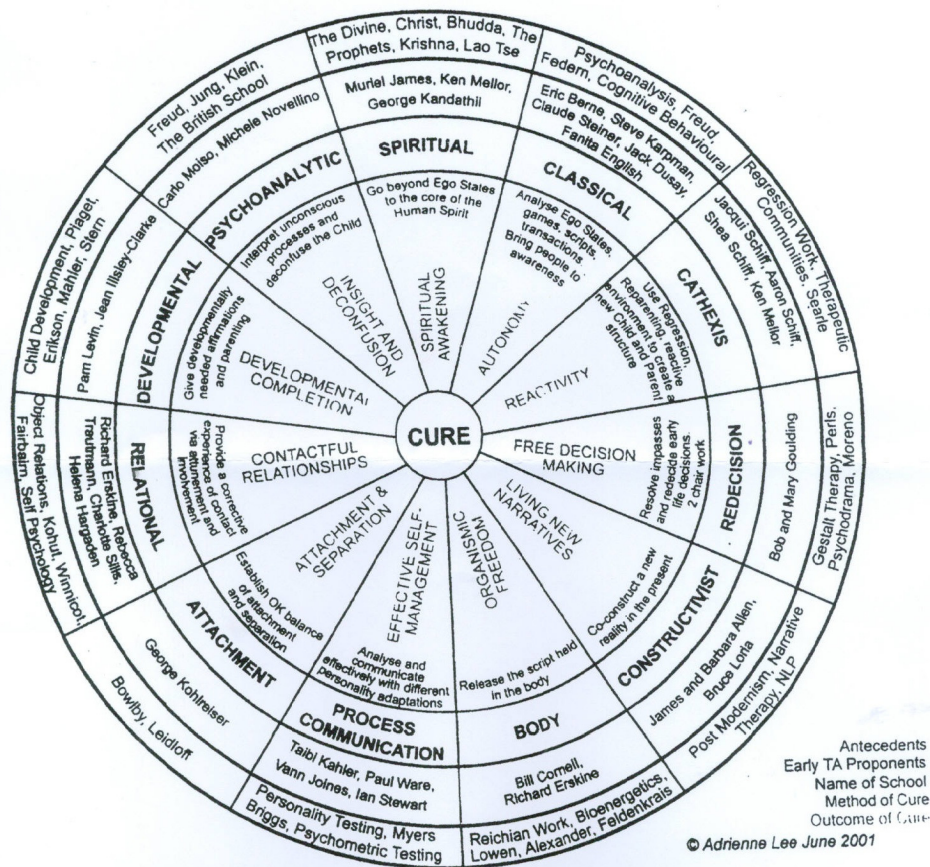 The Divine, Christ, Bhudda, The
Prophets, Krishna, Lao Tse
Muriel James, Ken Mellor,
George Kandathil
SPIRITUAL
Go beyond Ego States
to the core of the
Human Spirit
SPIRITUAL
AWAKENING
Psychoanalysis, Freud,
Federn, Cognitive Behavioural
Eric Berne, Steve Karpman,
Claude Steiner, Jack Dusay,
Fanita English
CLASSICAL
Analyse Ego States,
games, scripts,
transactions.
Bring people to
awareness
AUTONOMY
Regression Work, Therapeutic
Communities, Searle
Jacqui Schiff, Aaron Schiff,
Shea Schiff, Ken Mellor
CATHEXIS
Use Regression,
Reparenting, reactive
environment to create a
new Child and Parent
structure
REACTIVITY
Gestalt Therapy, Perls.
Psychodrama, Moreno
Bob and Mary Goulding
REDECISION
Resolve impasses
and redecide early
life decisions.
2 chair work
FREE DECISION
MAKING
Post Modernism, Narrative
Therapy, NLP
James and Barbara Allen,
Bruce Loria
CONSTRUCTIVIST
Co-construct a new
reality in the present
LIVING NEW
NARRATIVES
Reichian Work, Bioenergetics,
Lowen, Alexander, Feldenkrais
Bill Cornell,
Richard Erskine
BODY
Release the script held
in the body
ORGANISMIC
FREEDOM
Personality Testing, Myers
Briggs, Psychometric Testing
Taibi Kahler, Paul Ware,
Vann Joines, Ian Stewart
PROCESS
COMMUNICATION
Analyse and
communicate
effectively with different
personality adaptations
EFFECTIVE SELF-
MANAGEMENT
Bowlby, Leidloff
George Kohlreiser
ATTACHMENT
Establish OK balance
of attachment
and separation
ATTACHMENT &
SEPARATION
Object Relations, Kohut, Winnicot,
Fairbairn, Self Psychology
Richard Erskine, Rebecca
Trautmann, Charlotte Sills,
Helena Hargaden
RELATIONAL
Provide a corrective
experience of contact
via attunement and
involvement
CONTACTFUL
RELATIONSHIPS
Child Development, Piaget,
Erikson, Mahler, Stern
Pam Levin, Jean Illsley-Clarke
DEVELOPMENTAL
Give developmentally
needed affirmations
and parenting
DEVELOPMENTAL
COMPLETION
Freud, Jung, Klein,
The British School
Carlo Moiso, Michele Novellino
PSYCHOANALYTIC
Interpret unconscious
processes and
deconfuse the Child
INSIGHT AND
DECONFUSION
CURE
Antecedents
Early TA Proponents
Name of School
Method of Cure
Outcome of Cure
© Adrienne Lee June 2001